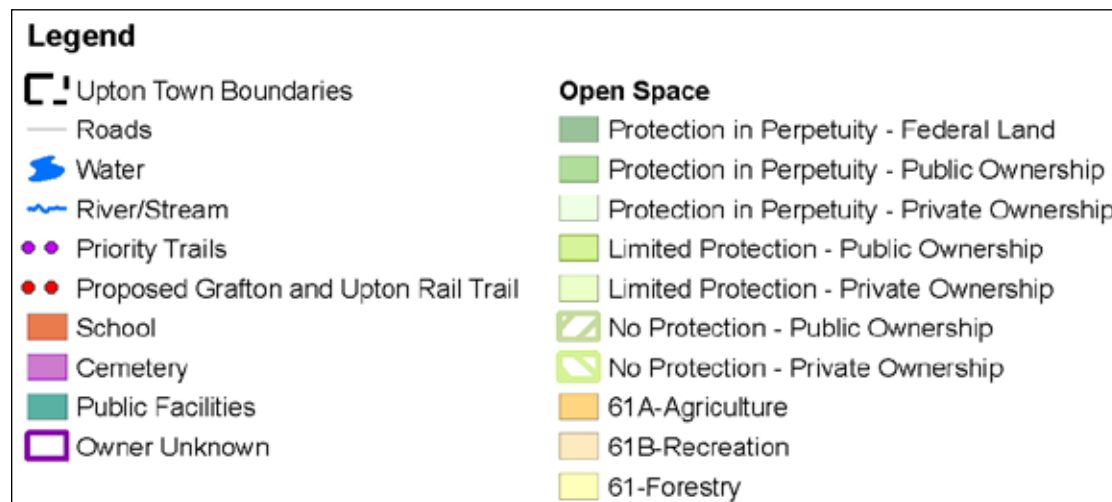 Legend
Upton Town Boundaries
Roads
Water
River/Stream
Priority Trails
Proposed Grafton and Upton Rail Trail
School
Cemetery
Public Facilities
Owner Unknown
Open Space
Protection in Perpetuity - Federal Land
Protection in Perpetuity - Public Ownership
Protection in Perpetuity - Private Ownership
Limited Protection - Public Ownership
Limited Protection - Private Ownership
No Protection - Public Ownership
No Protection - Private Ownership
61A-Agriculture
61B-Recreation
61-Forestry